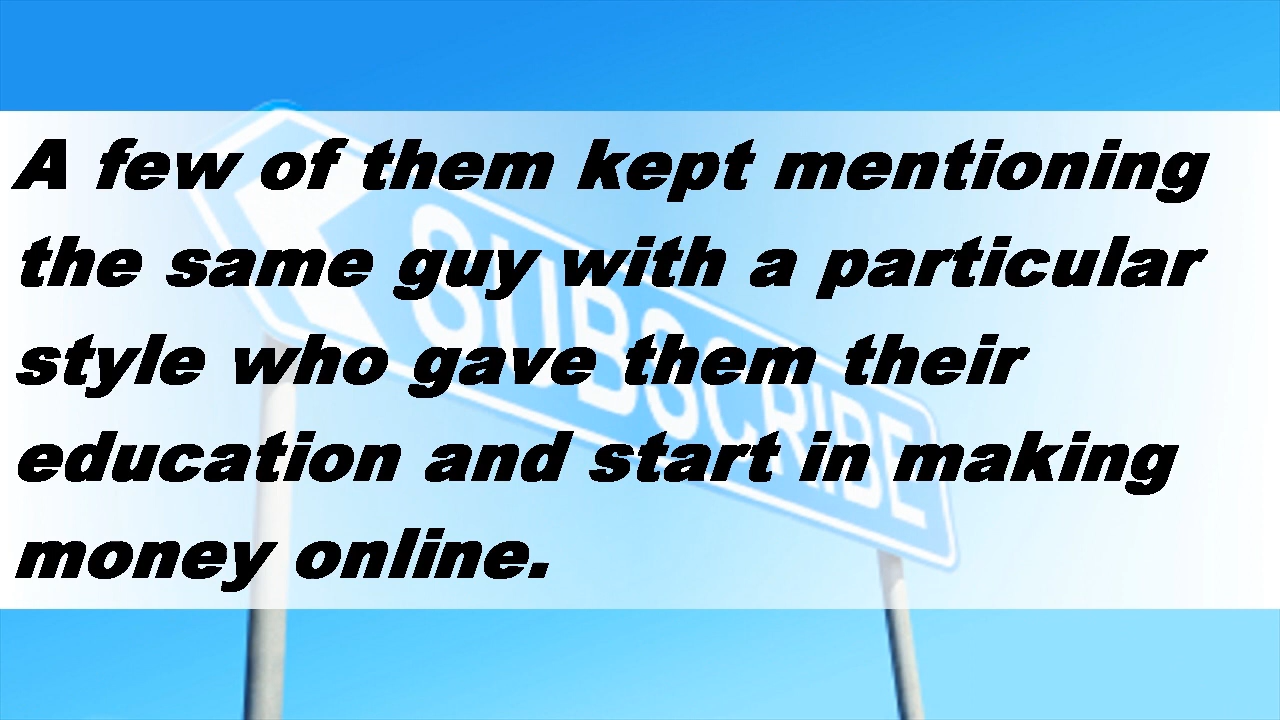 A few of them kept mentioning
the same guy with a particular
style who gave them their
education and start in making
money online.
SUBSCRIBE